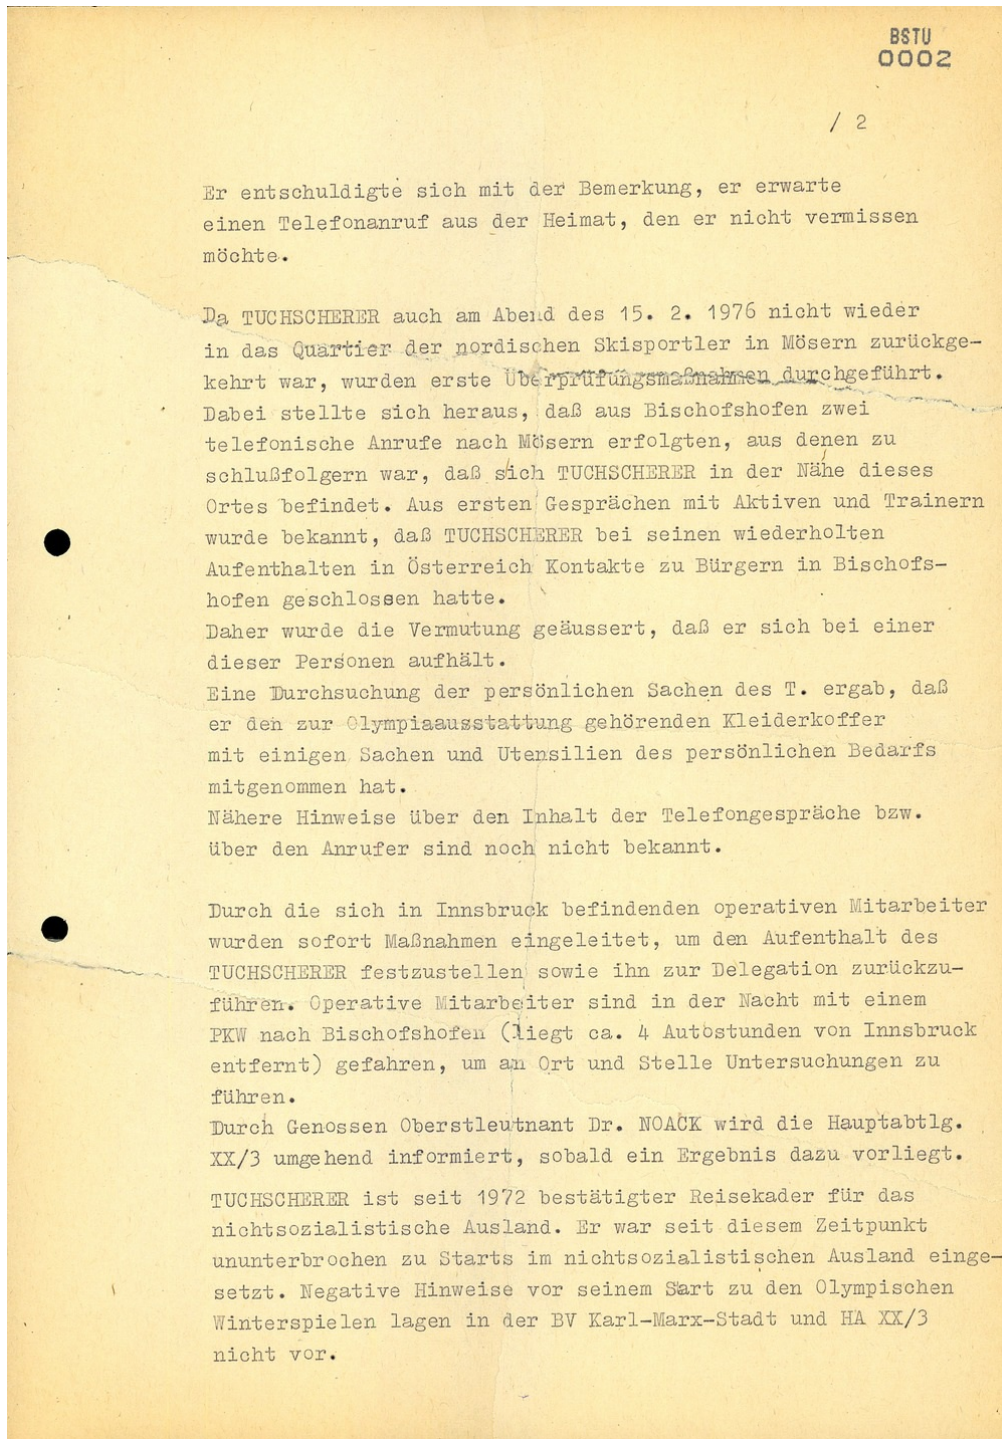 BSTU
0002
/ 2
Er entschuldigte sich mit der Bemerkung, er erwarte
einen Telefonanruf aus der Heimat, den er nicht vermissen
möchte.
Da TUCHSCHERER auch am Abend des 15. 2. 1976 nicht wieder
in das Quartier der nordischen Skisportler in Mösern zurückge-
kehrt war, wurden erste Überprüfungsmaßnahmen durchgeführt.
Dabei stellte sich heraus, daß aus Bischofshofen zwei
telefonische Anrufe nach Mösern erfolgten, aus denen zu
schlußfolgern war, daß sich TUCHSCHERER in der Nähe dieses
Ortes befindet. Aus ersten Gesprächen mit Aktiven und Trainern
wurde bekannt, daß TUCHSCHERER bei seinen wiederholten
Aufenthalten in Österreich Kontakte zu Bürgern in Bischofs-
hofen geschlossen hatte.
Daher wurde die Vermutung geäussert, daß er sich bei einer
dieser Personen aufhält.
Eine Durchsuchung der persönlichen Sachen des T. ergab, daß
er den zur Olympiaausstattung gehörenden Kleiderkoffer
mit einigen Sachen und Utensilien des persönlichen Bedarfs
mitgenommen hat.
Nähere Hinweise über den Inhalt der Telefongespräche bzw.
über den Anrufer sind noch nicht bekannt.
Durch die sich in Innsbruck befindenden operativen Mitarbeiter
wurden sofort Maßnahmen eingeleitet, um den Aufenthalt des
TUCHSCHERER festzustellen sowie ihn zur Delegation zurückzu-
führen. Operative Mitarbeiter sind in der Nacht mit einem
PKW nach Bischofshofen (liegt ca. 4 Autostunden von Innsbruck
entfernt) gefahren, um an Ort und Stelle Untersuchungen zu
führen.
Durch Genossen Oberstleutnant Dr. NOACK wird die Hauptabtlg.
XX/3 umgehend informiert, sobald ein Ergebnis dazu vorliegt.
TUCHSCHERER ist seit 1972 bestätigter Reisekader für das
nichtsozialistische Ausland. Er war seit diesem Zeitpunkt
ununterbrochen zu Starts im nichtsozialistischen Ausland einge-
setzt. Negative Hinweise vor seinem Start zu den Olympischen
Winterspielen lagen in der BV Karl-Marx-Stadt und HA XX/3
nicht vor.